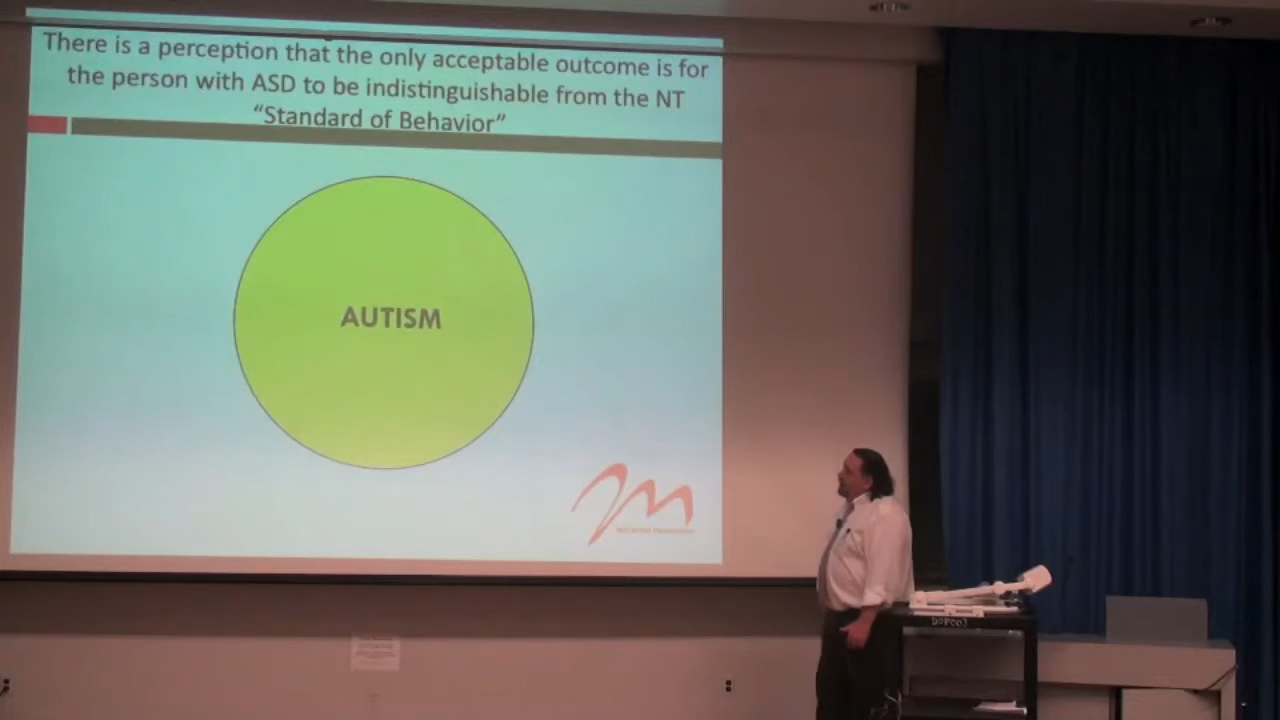 There is a perception that the only acceptable outcome is for
the person with ASD to be indistinguishable from the NT
“Standard of Behavior”
AUTISM
DOP003